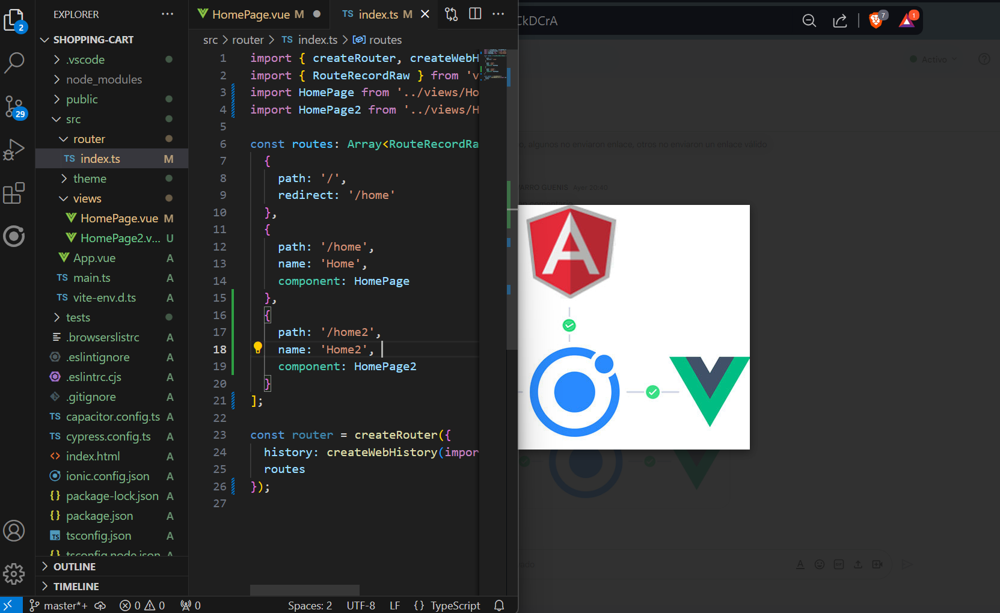 EXPLORER
SHOPPING-CART
.vscode
node_modules
public
src
router
TS index.ts M
theme
views
HomePage.vue M
HomePage2.v... U
App.vue A
TS main.ts A
TS vite-env.d.ts A
tests
.browserslistrc A
.eslintignore A
.eslintrc.cjs A
.gitignore A
TS capacitor.config.ts A
TS cypress.config.ts A
<> index.html A
ionic.config.json A
{} package-lock.json A
{} package.json A
TS tsconfig.json A
{} tsconfig.node.json A
OUTLINE
TIMELINE
2
29
HomePage.vue M
TS index.ts M
src > router > TS index.ts > routes
1 import { createRouter, createWebH
2 import { RouteRecordRaw } from 'v
3 import HomePage from '../views/Ho
4 import HomePage2 from '../views/H
5
6 const routes: Array<RouteRecordRa
7 {
8 path: '/',
9 redirect: '/home'
10 },
11 {
12 path: '/home',
13 name: 'Home',
14 component: HomePage
15 },
16 {
17 path: '/home2',
18 name: 'Home2',
19 component: HomePage2
20 }
21 ];
22
23 const router = createRouter({
24 history: createWebHistory(impor
25 routes
26 });
27
master*+
0
0
0
Spaces: 2
UTF-8
LF
{} TypeScript
CkDCrA
7
1
Activo
o, algunos no enviaron enlace, otros no enviaron un enlace válido
ARRO GUENIS Ayer 20:40
A